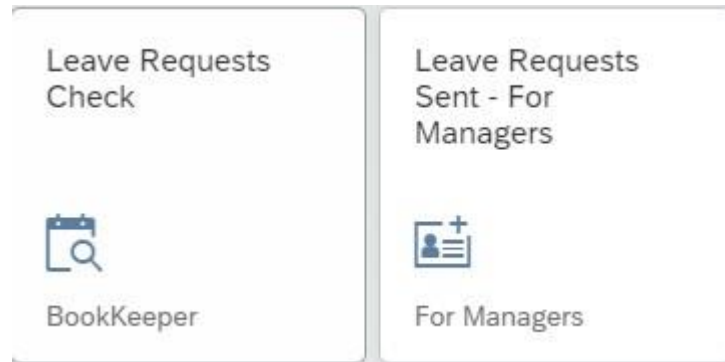 Leave Requests
Check
BookKeeper
Leave Requests
Sent - For
Managers
For Managers